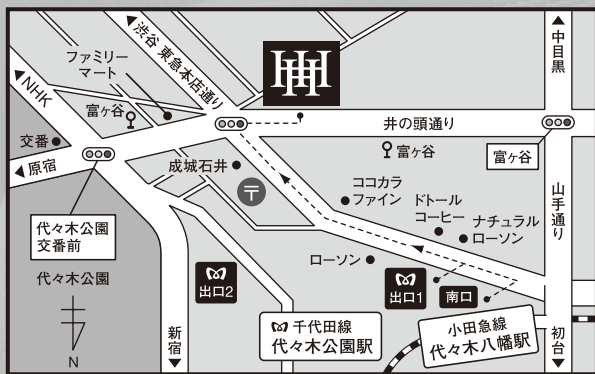 渋谷 東急本店通り
ファミリー
マート
NHK
富ヶ谷
交番
原宿
中目黒
井の頭通り
富ヶ谷
富ヶ谷
成城石井
〒
代々木公園
交番前
代々木公園
ココカラ
ファイン
ドトール
コーヒー
ナチュラル
ローソン
山手通り
ローソン
出口2
出口1
南口
千代田線
代々木公園駅
小田急線
代々木八幡駅
新宿
初台
N